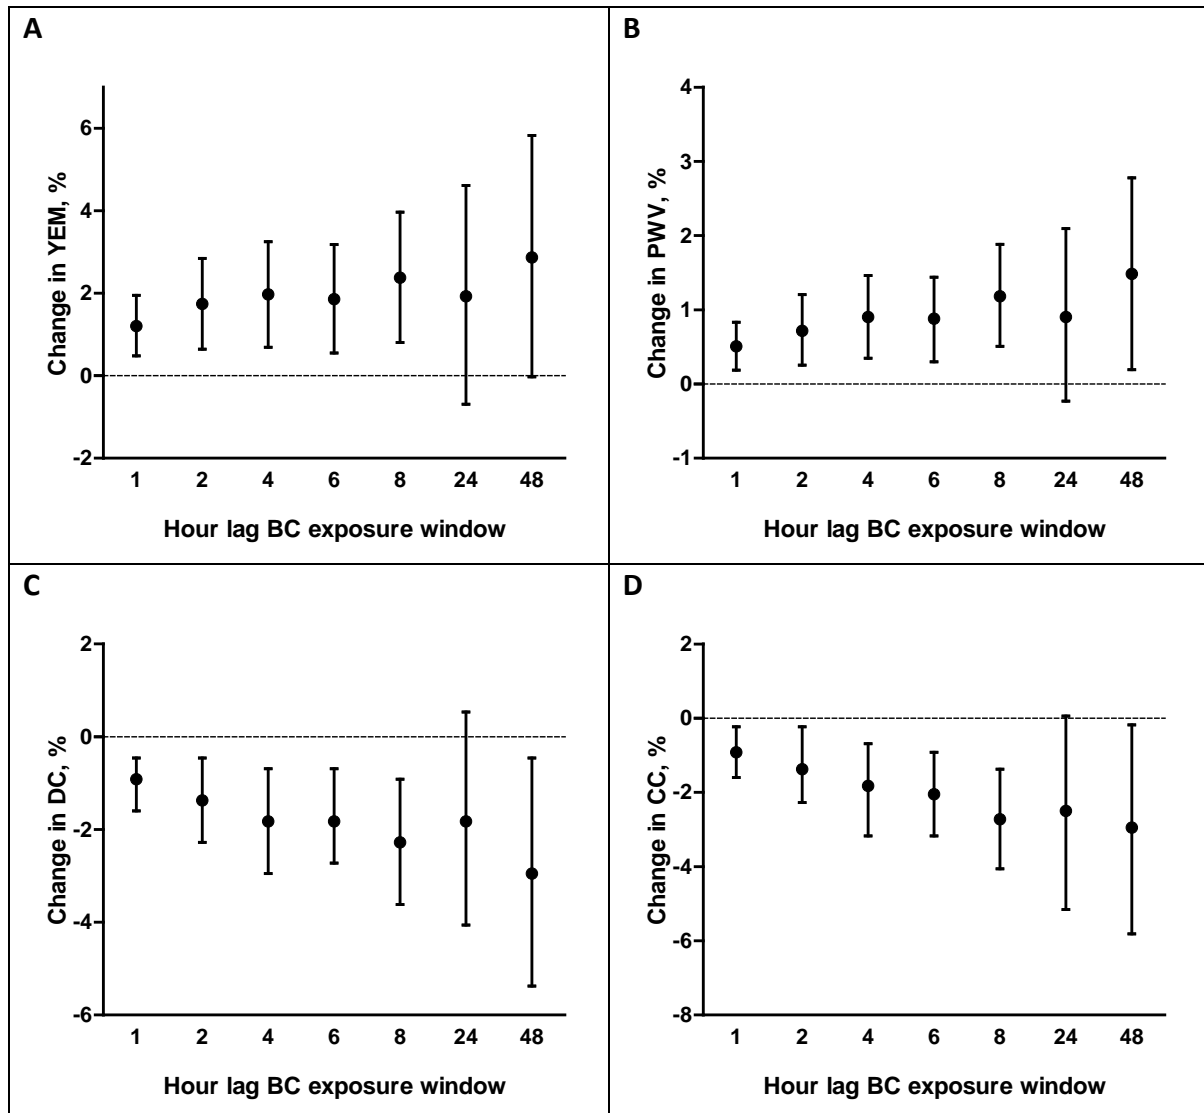 A
Change in YEM, %
6
4
2
0
-2
1 2 4 6 8 24 48
Hour lag BC exposure window
B
Change in PWV, %
4
3
2
1
0
-1
1 2 4 6 8 24 48
Hour lag BC exposure window
C
Change in DC, %
2
0
-2
-4
-6
1 2 4 6 8 24 48
Hour lag BC exposure window
D
Change in CC, %
2
0
-2
-4
-6
-8
1 2 4 6 8 24 48
Hour lag BC exposure window